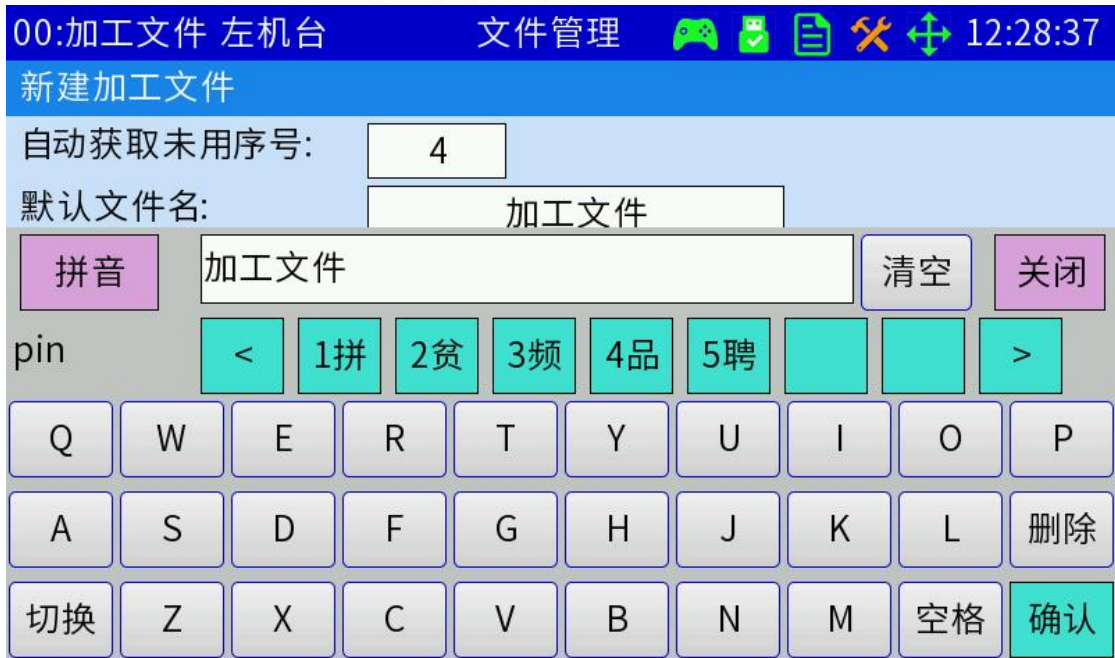 00:加工文件 左机台 文件管理 12:28:37
新建加工文件
自动获取未用序号: 4
默认文件名: 加工文件
拼音 加工文件 清空 关闭
pin < 1拼 2贫 3频 4品 5聘 >
Q W E R T Y U I O P
A S D F G H J K L 删除
切换 Z X C V B N M 空格 确认